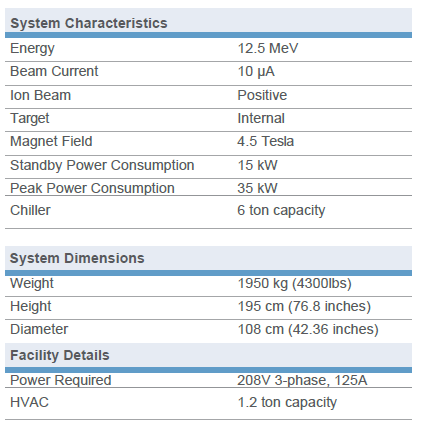 System Characteristics
Energy 12.5 MeV
Beam Current 10 µA
Ion Beam Positive
Target Internal
Magnet Field 4.5 Tesla
Standby Power Consumption 15 kW
Peak Power Consumption 35 kW
Chiller 6 ton capacity
System Dimensions
Weight 1950 kg (4300lbs)
Height 195 cm (76.8 inches)
Diameter 108 cm (42.36 inches)
Facility Details
Power Required 208V 3-phase, 125A
HVAC 1.2 ton capacity